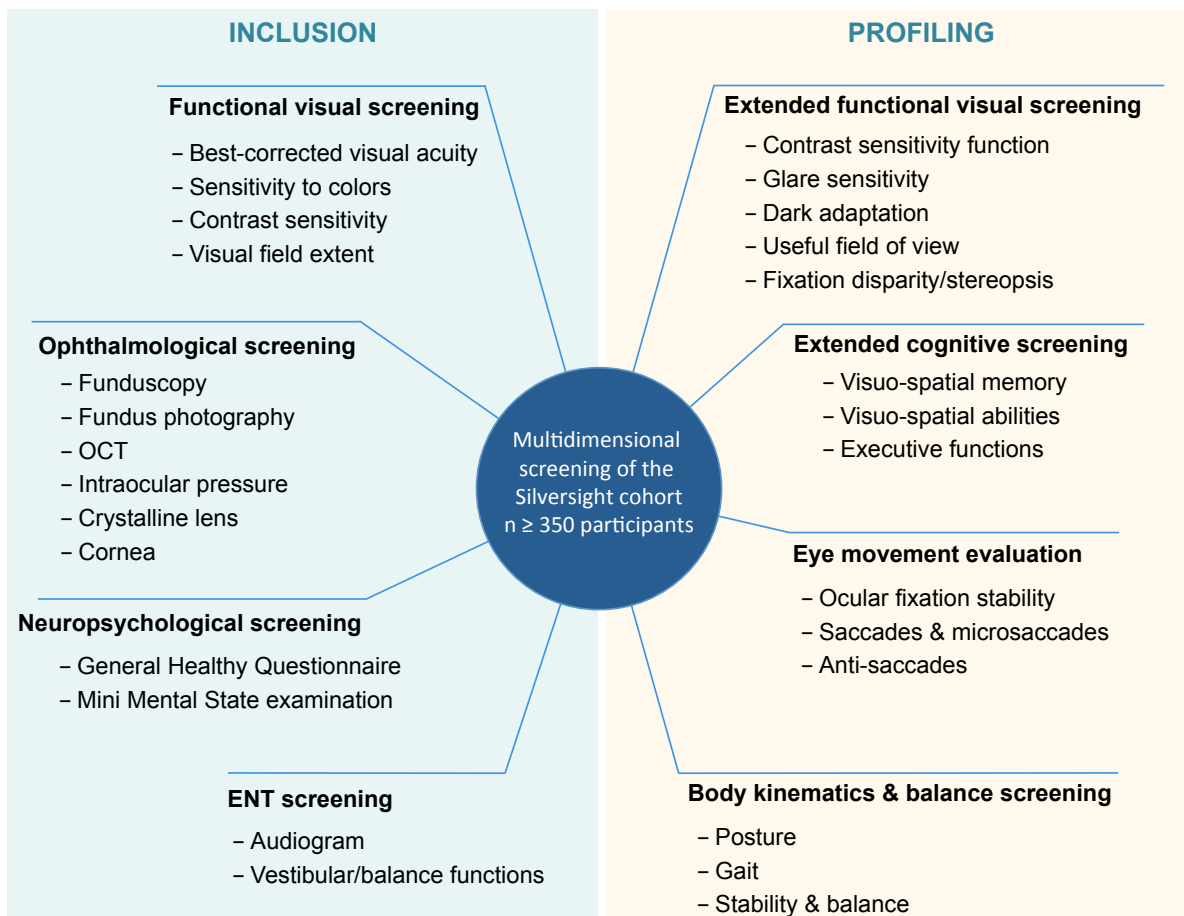 INCLUSION
Functional visual screening
– Best-corrected visual acuity
– Sensitivity to colors
– Contrast sensitivity
– Visual field extent
Ophthalmological screening
– Funduscopy
– Fundus photography
– OCT
– Intraocular pressure
– Crystalline lens
– Cornea
Neuropsychological screening
– General Healthy Questionnaire
– Mini Mental State examination
ENT screening
– Audiogram
– Vestibular/balance functions
Multidimensional
screening of the
Silversight cohort
n ≥ 350 participants
PROFILING
Extended functional visual screening
– Contrast sensitivity function
– Glare sensitivity
– Dark adaptation
– Useful field of view
– Fixation disparity/stereopsis
Extended cognitive screening
– Visuo-spatial memory
– Visuo-spatial abilities
– Executive functions
Eye movement evaluation
– Ocular fixation stability
– Saccades & microsaccades
– Anti-saccades
Body kinematics & balance screening
– Posture
– Gait
– Stability & balance